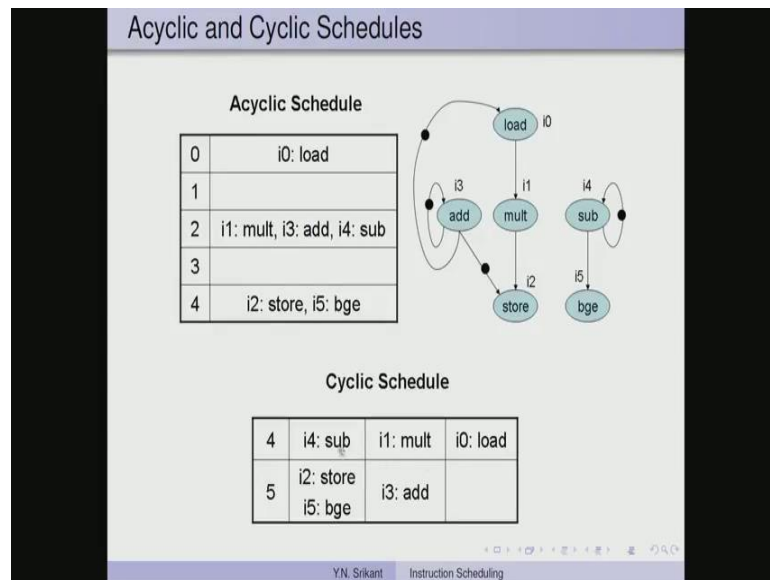 Acyclic and Cyclic Schedules
Acyclic Schedule
0 i0: load
1
2 i1: mult, i3: add, i4: sub
3
4 i2: store, i5: bge
load i0
i3 i1 i4
add mult sub
i2 i5
store bge
Cyclic Schedule
4 i4: sub i1: mult i0: load
i2: store
5 i3: add
i5: bge
Y.N. Srikant Instruction Scheduling